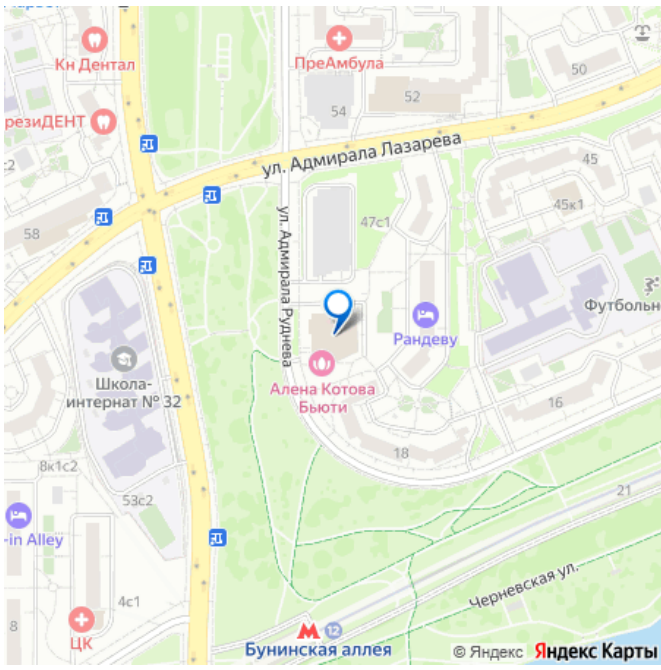 Кн Дентал
ПреАмбула
50
резиДЕНТ
54
52
с2
ул. Адмирала Лазарева
45
45к1
47с1
58
ул. Адмирала Руднева
Футбольн
Рандеву
Школа-
интернат № 32
Алена Котова
Бьюти
16
18
8к1с2
53с2
21
-in Alley
Черневская ул.
4с1
8
ЦК
12
Бунинская аллея
© Яндекс Яндекс Карты